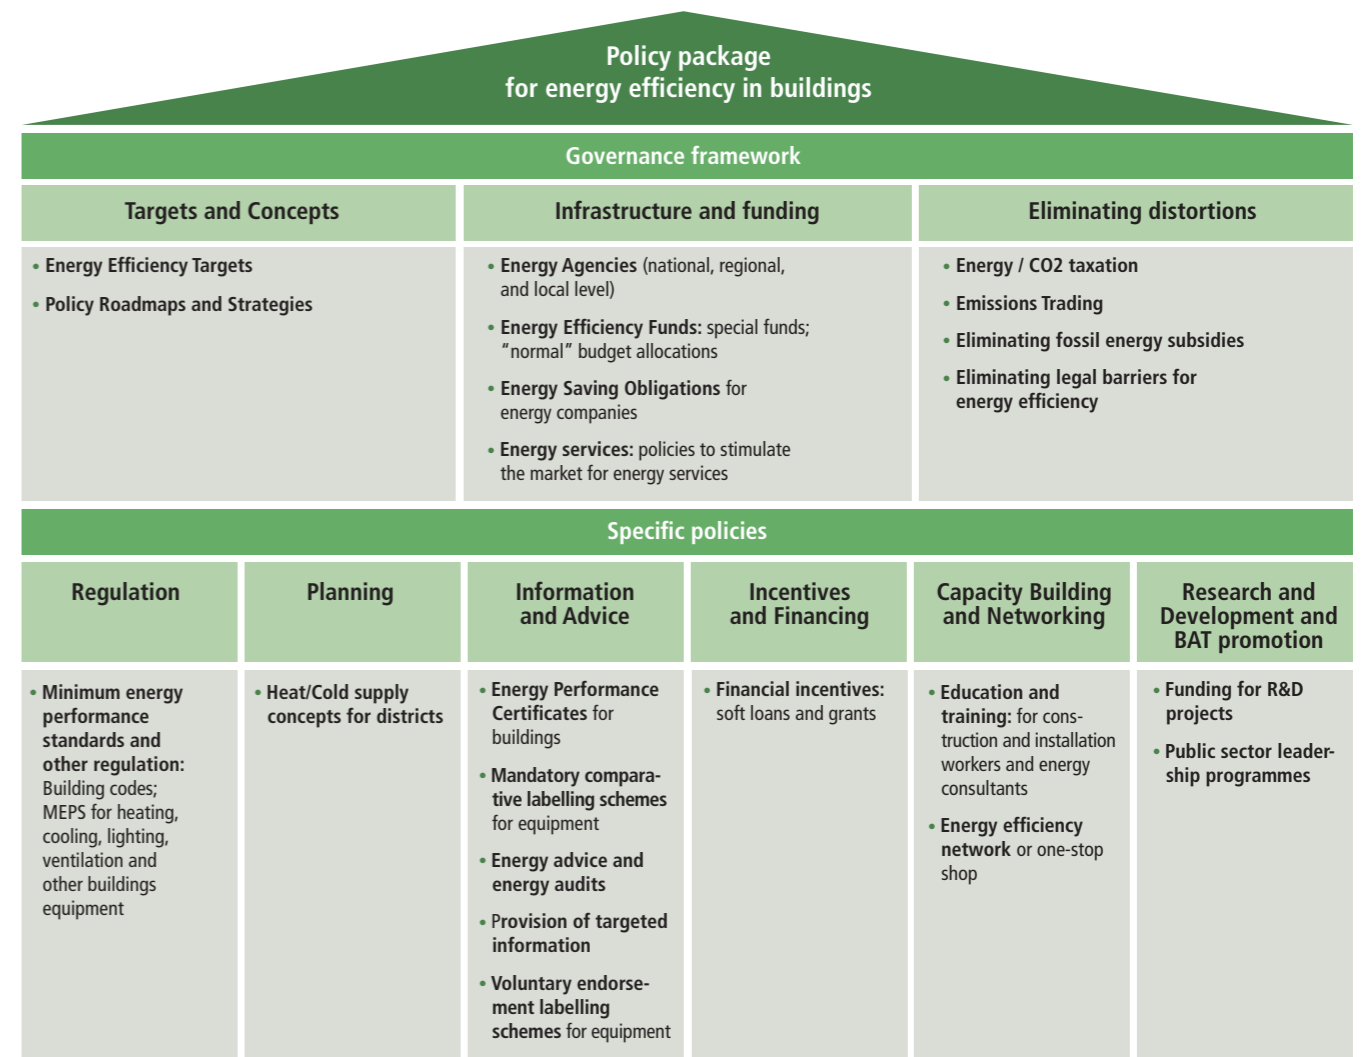 Policy package
for energy efficiency in buildings
Governance framework
Targets and Concepts
• Energy Efficiency Targets
• Policy Roadmaps and Strategies
Infrastructure and funding
• Energy Agencies (national, regional,
and local level)
• Energy Efficiency Funds: special funds;
“normal” budget allocations
• Energy Saving Obligations for
energy companies
• Energy services: policies to stimulate
the market for energy services
Eliminating distortions
• Energy / CO2 taxation
• Emissions Trading
• Eliminating fossil energy subsidies
• Eliminating legal barriers for
energy efficiency
Specific policies
Regulation
• Minimum energy
performance
standards and
other regulation:
Building codes;
MEPS for heating,
cooling, lighting,
ventilation and
other buildings
equipment
Planning
• Heat/Cold supply
concepts for districts
Information
and Advice
• Energy Performance
Certificates for
buildings
• Mandatory compara-
tive labelling schemes
for equipment
• Energy advice and
energy audits
• Provision of targeted
information
• Voluntary endorse-
ment labelling
schemes for equipment
Incentives
and Financing
• Financial incentives:
soft loans and grants
Capacity Building
and Networking
• Education and
training: for cons-
truction and installation
workers and energy
consultants
• Energy efficiency
network or one-stop
shop
Research and
Development and
BAT promotion
• Funding for R&D
projects
• Public sector leader-
ship programmes